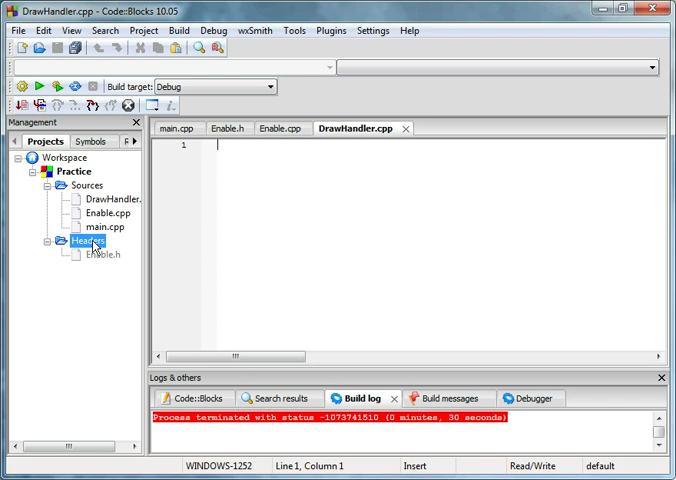 DrawHandler.cpp - Code::Blocks 10.05
File Edit View Search Project Build Debug wxSmith Tools Plugins Settings Help
Build target: Debug
Management
Projects Symbols F
main.cpp Enable.h Enable.cpp DrawHandler.cpp
1
Workspace
Practice
Sources
DrawHandler.
Enable.cpp
main.cpp
Headers
Enable.h
Logs & others
Code::Blocks Search results Build log Build messages Debugger
Process terminated with status -1073741510 (0 minutes, 30 seconds)
WINDOWS-1252 Line 1, Column 1 Insert Read/Write default